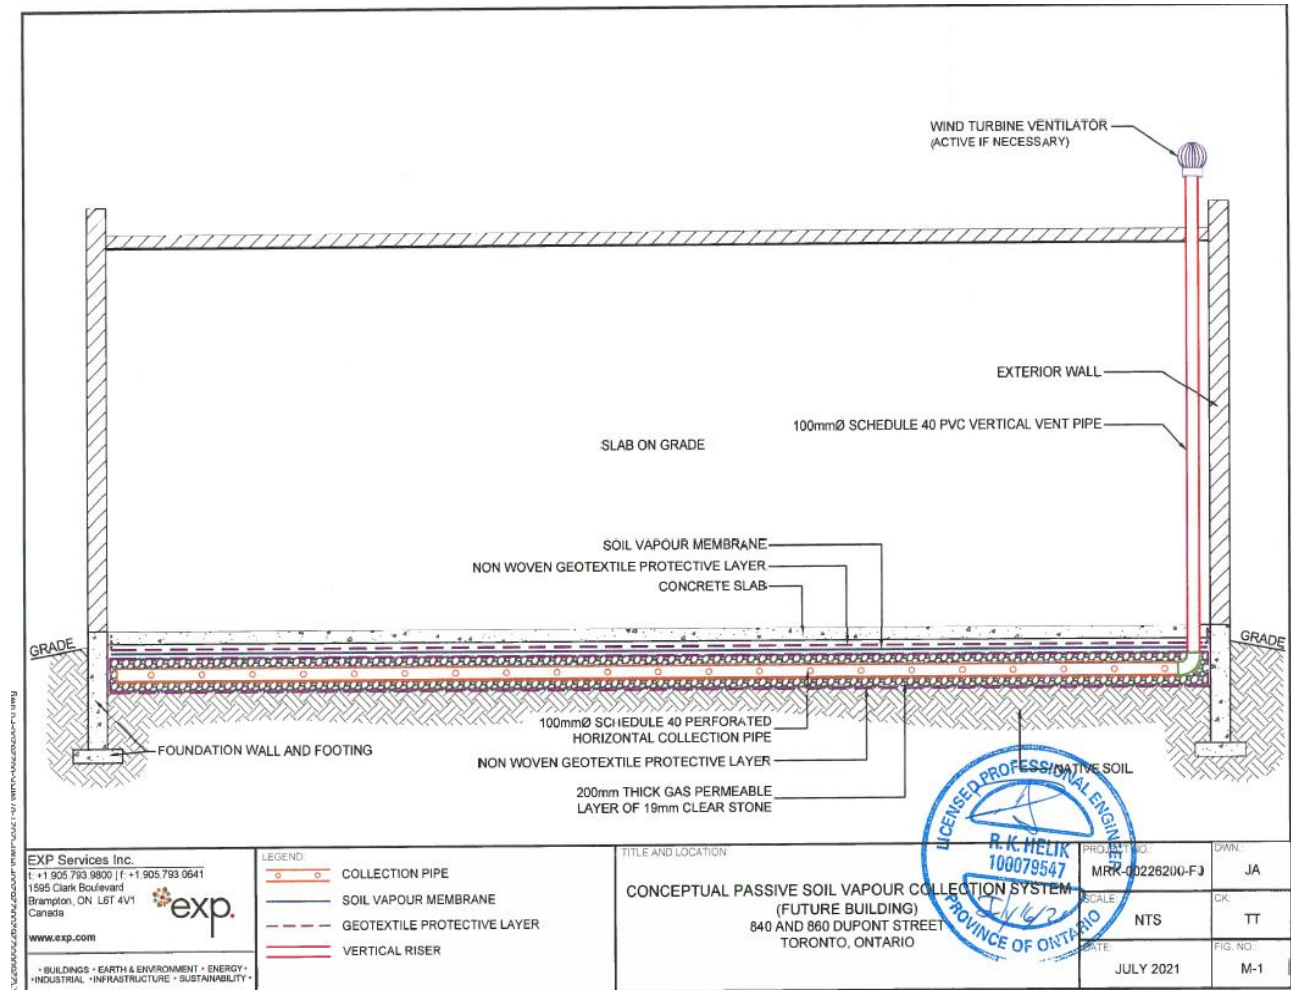 WIND TURBINE VENTILATOR
(ACTIVE IF NECESSARY)
EXTERIOR WALL
100mmØ SCHEDULE 40 PVC VERTICAL VENT PIPE
SLAB ON GRADE
SOIL VAPOUR MEMBRANE
NON WOVEN GEOTEXTILE PROTECTIVE LAYER
CONCRETE SLAB
GRADE
GRADE
100mmØ SCHEDULE 40 PERFORATED
HORIZONTAL COLLECTION PIPE
FOUNDATION WALL AND FOOTING
NON WOVEN GEOTEXTILE PROTECTIVE LAYER
NATIVE SOIL
200mm THICK GAS PERMEABLE
LAYER OF 19mm CLEAR STONE
LICENSED PROFESSIONAL ENGINEER
R. K. HELIK
100079547
PROVINCE OF ONTARIO
EXP Services Inc.
t: +1 905 793 9800 | f: +1 905 793 0641
1595 Clark Boulevard
Brampton, ON L6T 4V1
Canada
exp.
www.exp.com
• BUILDINGS • EARTH & ENVIRONMENT • ENERGY •
• INDUSTRIAL • INFRASTRUCTURE • SUSTAINABILITY •
LEGEND:
COLLECTION PIPE
SOIL VAPOUR MEMBRANE
GEOTEXTILE PROTECTIVE LAYER
VERTICAL RISER
TITLE AND LOCATION:
CONCEPTUAL PASSIVE SOIL VAPOUR COLLECTION SYSTEM
(FUTURE BUILDING)
840 AND 860 DUPONT STREET
TORONTO, ONTARIO
PROJECT NO.:
MRK-00226200-FJ
DWN.:
JA
SCALE:
NTS
CK:
TT
DATE:
JULY 2021
FIG. NO.:
M-1